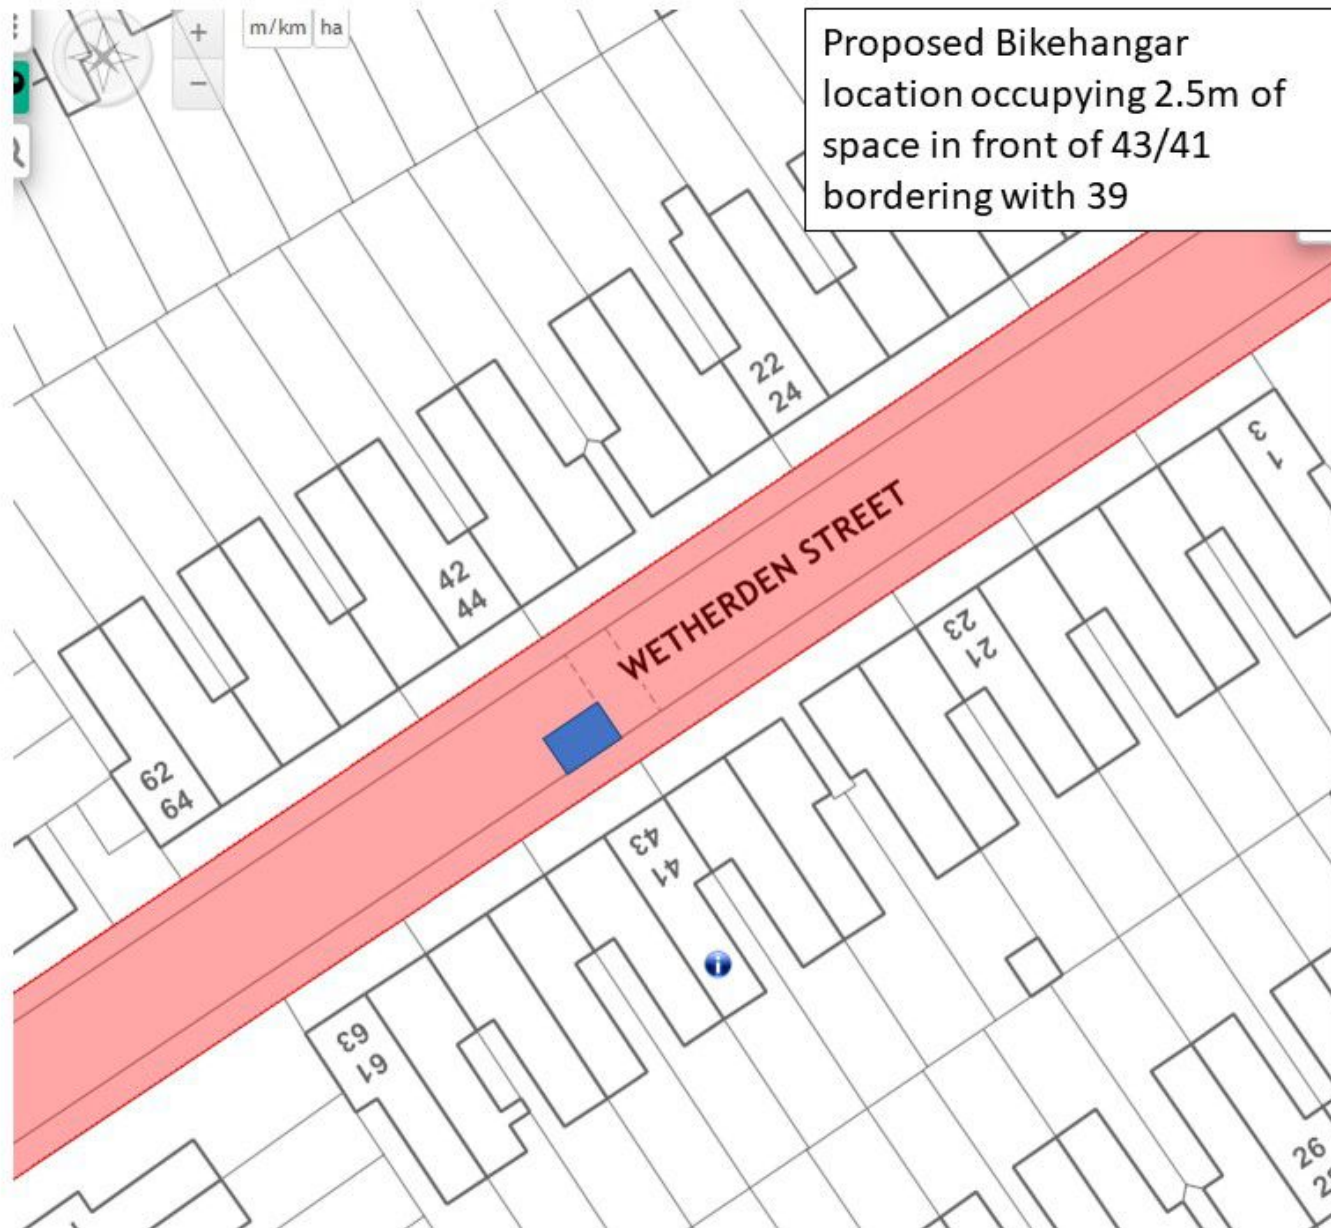 m/km ha
Proposed Bikehangar
location occupying 2.5m of
space in front of 43/41
bordering with 39
22
24
WETHERDEN STREET
3
1
42
44
23
21
62
64
43
41
63
61
26